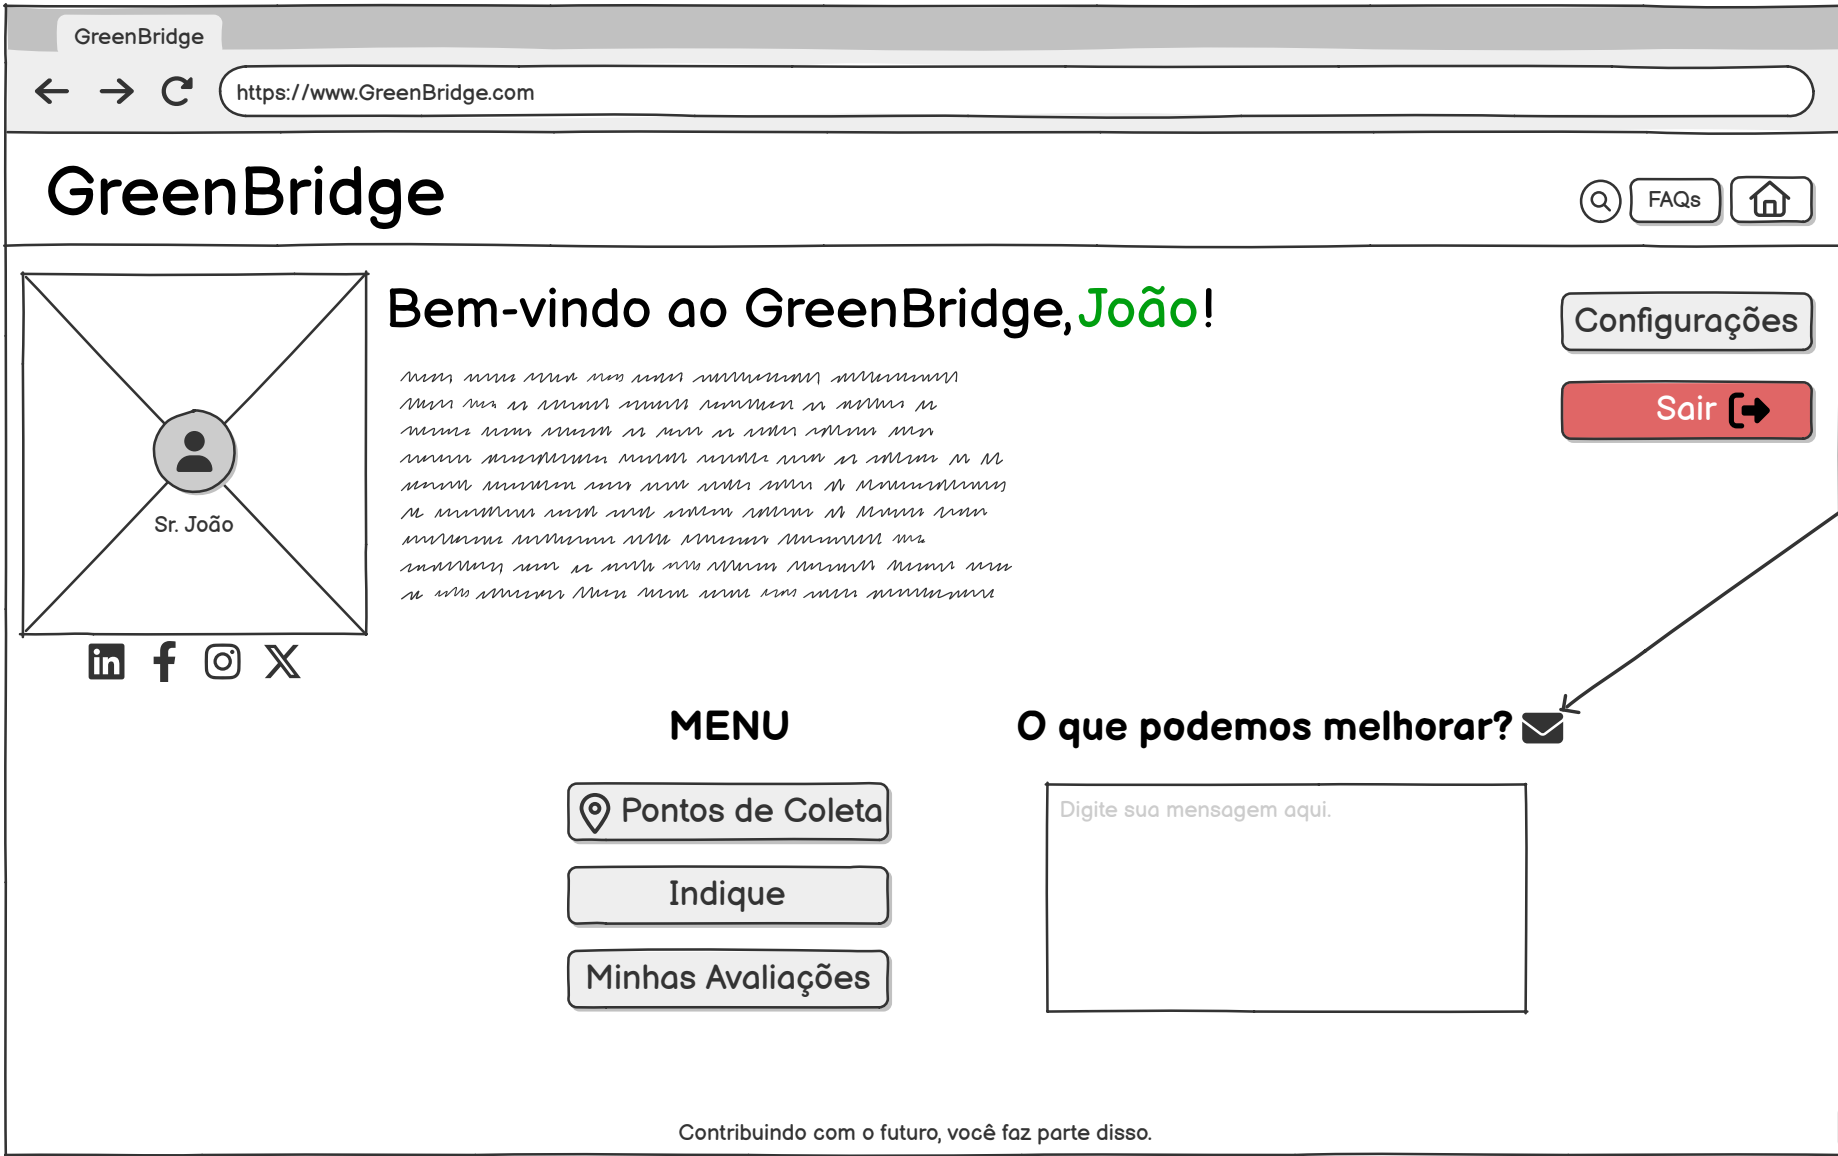 GreenBridge
https://www.GreenBridge.com
GreenBridge
FAQs
Bem-vindo ao GreenBridge,João!
Configurações
Sair
Sr. João
MENU
O que podemos melhorar?
Pontos de Coleta
Digite sua mensagem aqui.
Indique
Minhas Avaliações
Contribuindo com o futuro, você faz parte disso.